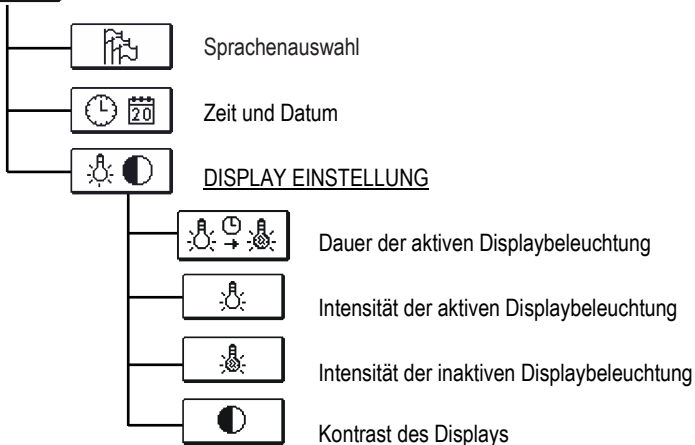 Sprachenauswahl
20
Zeit und Datum
DISPLAY EINSTELLUNG
Dauer der aktiven Displaybeleuchtung
Intensität der aktiven Displaybeleuchtung
Intensität der inaktiven Displaybeleuchtung
Kontrast des Displays